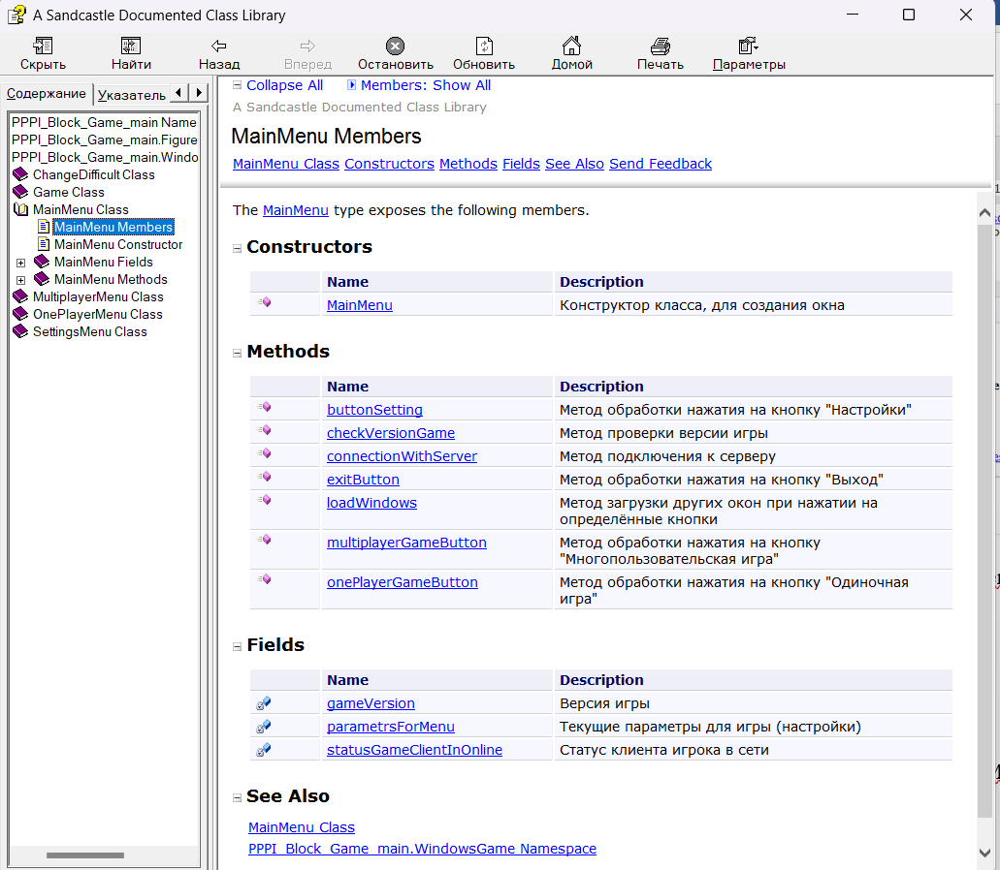 A Sandcastle Documented Class Library
Скрыть Найти Назад Вперед Остановить Обновить Домой Печать Параметры
Содержание Указатель
PPPI_Block_Game_main Name
PPPI_Block_Game_main.Figure
PPPI_Block_Game_main.Windo
ChangeDifficult Class
Game Class
MainMenu Class
MainMenu Members
MainMenu Constructor
MainMenu Fields
MainMenu Methods
MultiplayerMenu Class
OnePlayerMenu Class
SettingsMenu Class
Collapse All Members: Show All
A Sandcastle Documented Class Library
MainMenu Members
MainMenu Class Constructors Methods Fields See Also Send Feedback
The MainMenu type exposes the following members.
Constructors
Name Description
MainMenu Конструктор класса, для создания окна
Methods
Name Description
buttonSetting Метод обработки нажатия на кнопку "Настройки"
checkVersionGame Метод проверки версии игры
connectionWithServer Метод подключения к серверу
exitButton Метод обработки нажатия на кнопку "Выход"
loadWindows Метод загрузки других окон при нажатии на
определённые кнопки
multiplayerGameButton Метод обработки нажатия на кнопку
"Многопользовательская игра"
onePlayerGameButton Метод обработки нажатия на кнопку "Одиночная
игра"
Fields
Name Description
gameVersion Версия игры
parametrsForMenu Текущие параметры для игры (настройки)
statusGameClientInOnline Статус клиента игрока в сети
See Also
MainMenu Class
PPPI_Block_Game_main.WindowsGame Namespace